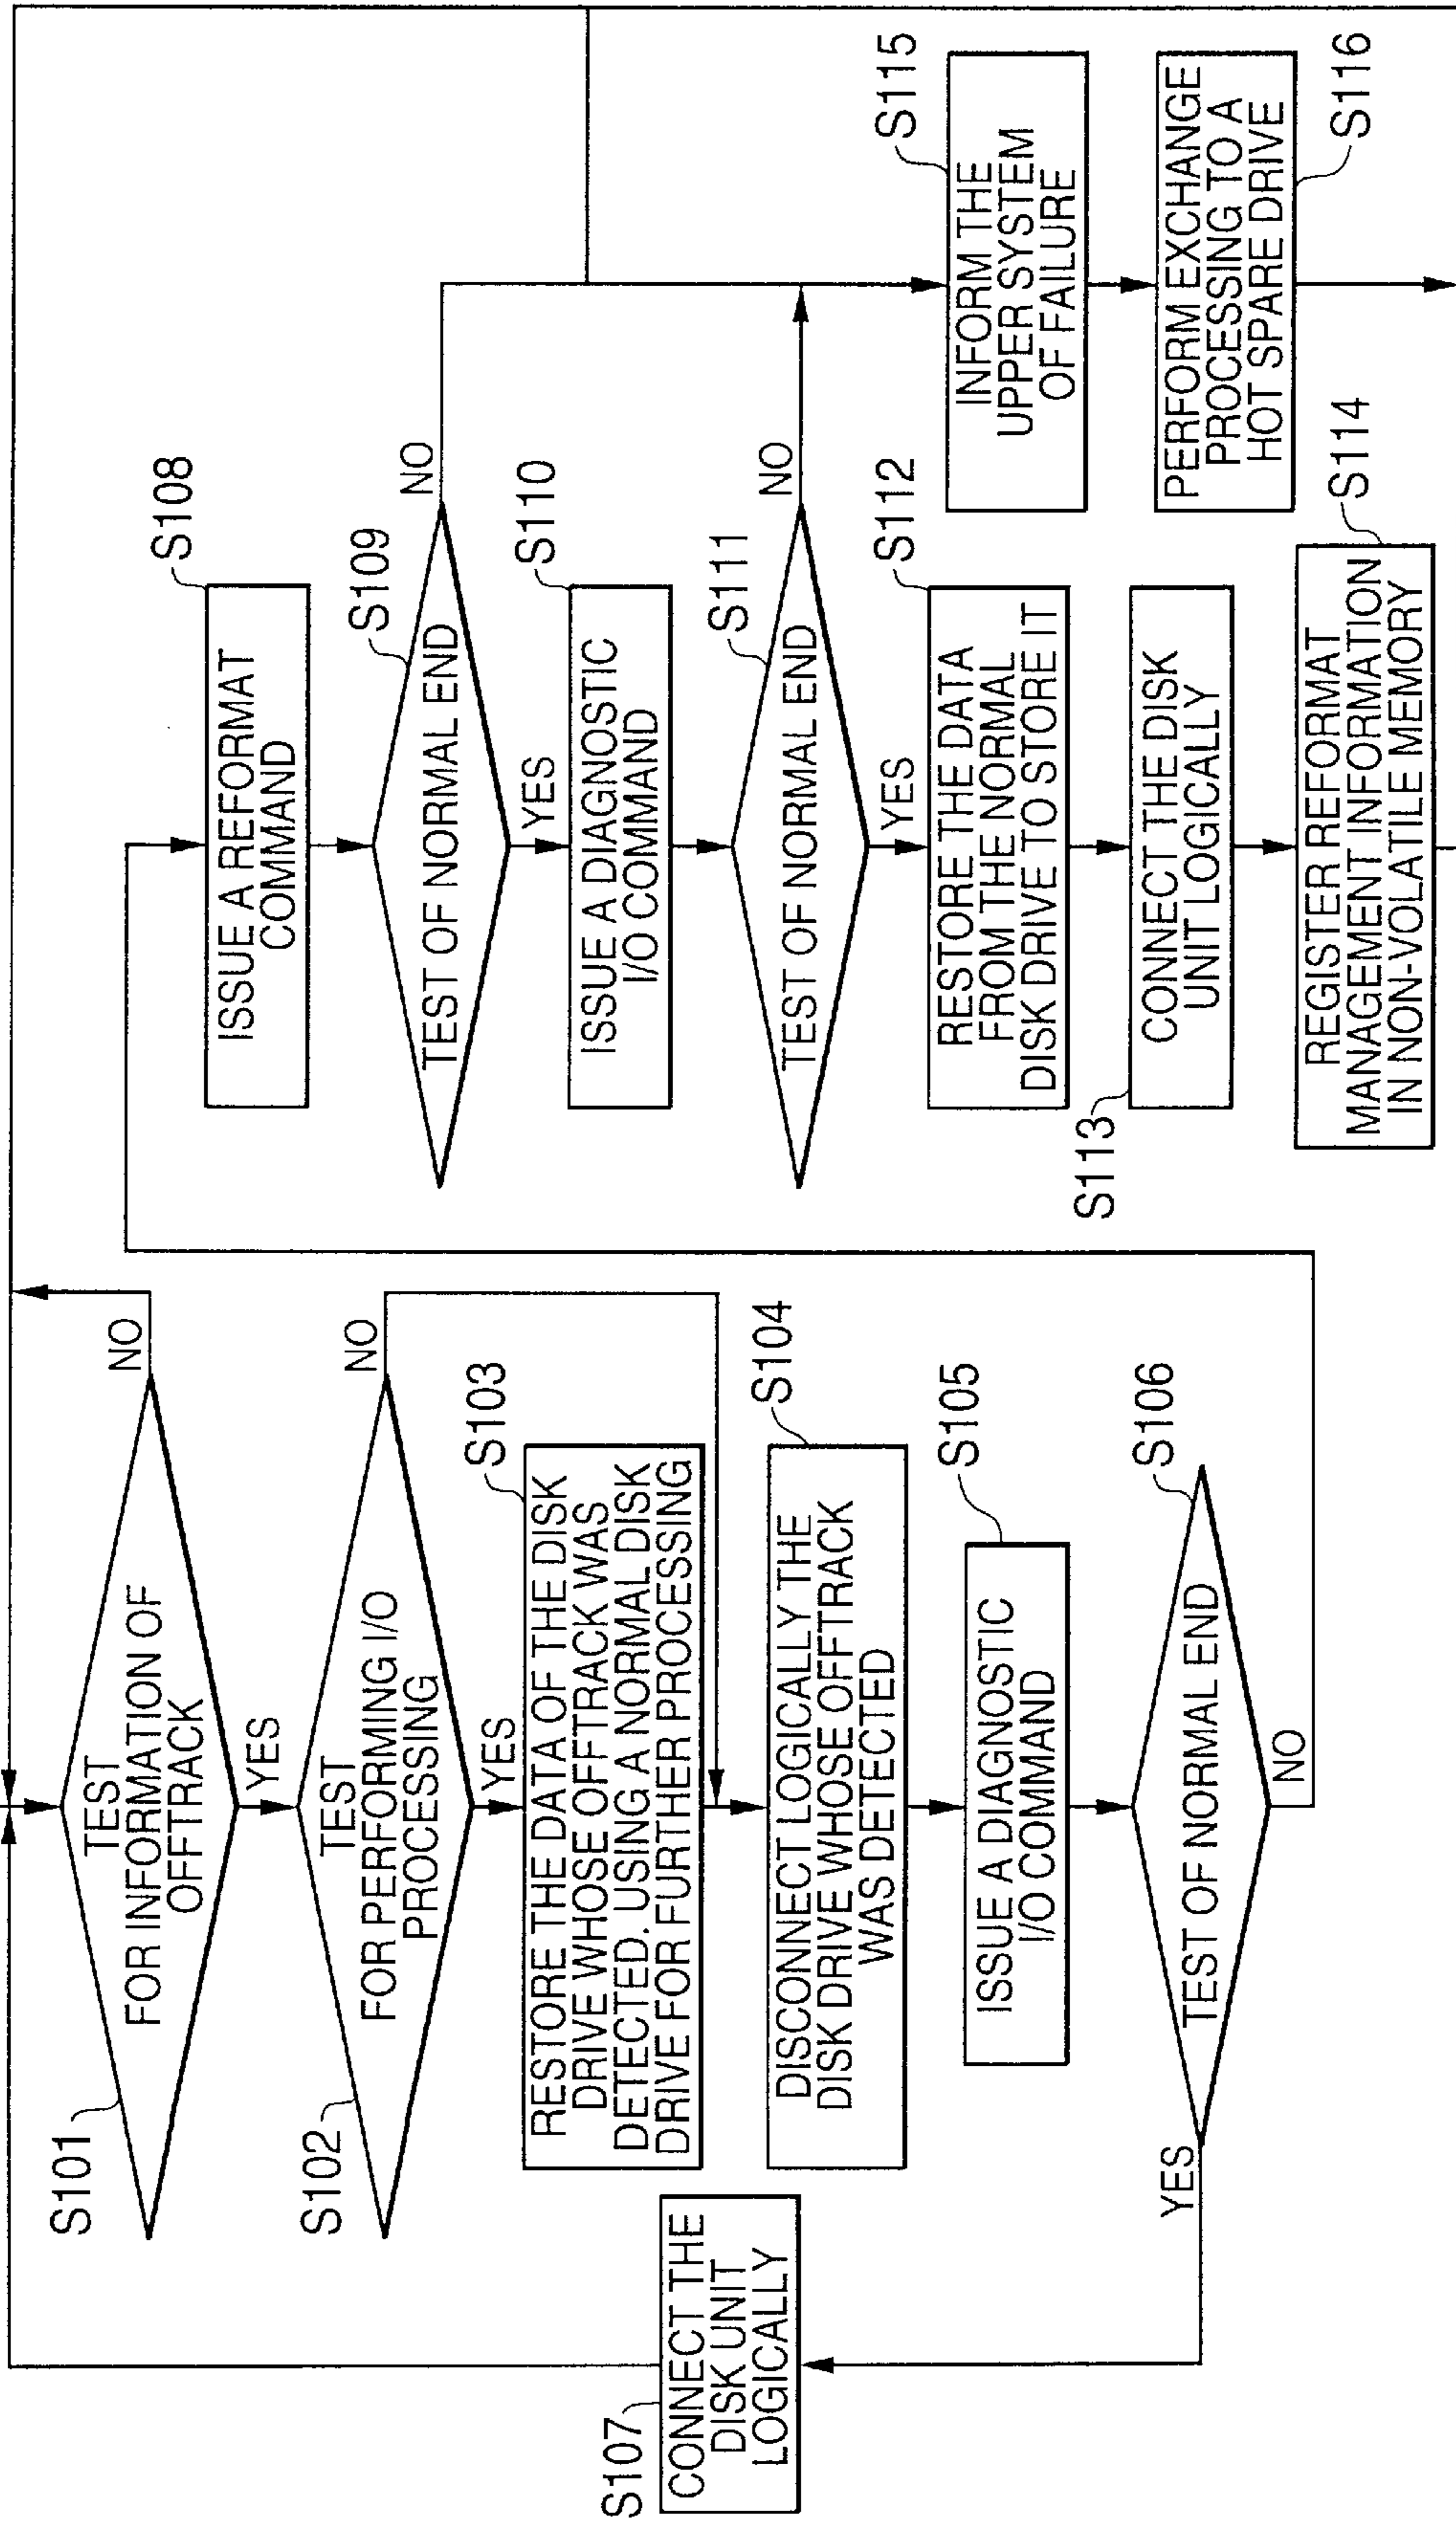 S101
TEST
FOR INFORMATION OF
OFFTRACK
NO
YES
S102
TEST
FOR PERFORMING I/O
PROCESSING
NO
YES
S103
RESTORE THE DATA OF THE DISK
DRIVE WHOSE OFFTRACK WAS
DETECTED. USING A NORMAL DISK
DRIVE FOR FURTHER PROCESSING
S104
DISCONNECT LOGICALLY THE
DISK DRIVE WHOSE OFFTRACK
WAS DETECTED
S105
ISSUE A DIAGNOSTIC
I/O COMMAND
S106
TEST OF NORMAL END
YES
NO
S107
CONNECT THE
DISK UNIT
LOGICALLY
S108
ISSUE A REFORMAT
COMMAND
S109
TEST OF NORMAL END
NO
YES
S110
ISSUE A DIAGNOSTIC
I/O COMMAND
S111
TEST OF NORMAL END
NO
YES
S112
RESTORE THE DATA
FROM THE NORMAL
DISK DRIVE TO STORE IT
S113
CONNECT THE DISK
UNIT LOGICALLY
S114
REGISTER REFORMAT
MANAGEMENT INFORMATION
IN NON-VOLATILE MEMORY
S115
INFORM THE
UPPER SYSTEM
OF FAILURE
S116
PERFORM EXCHANGE
PROCESSING TO A
HOT SPARE DRIVE